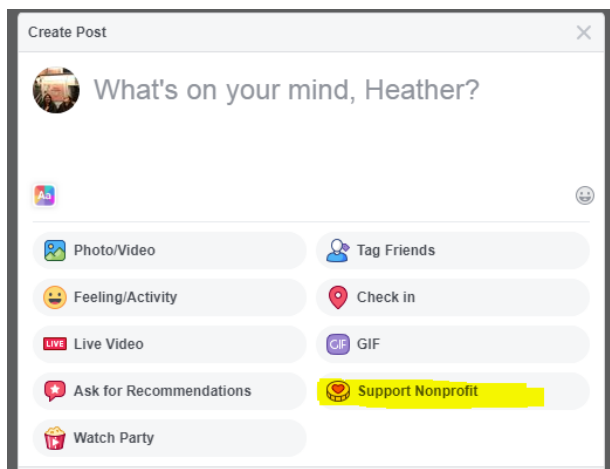 Create Post
What's on your mind, Heather?
Aa
Photo/Video
Tag Friends
Feeling/Activity
Check in
LIVE Live Video
GIF GIF
Ask for Recommendations
Support Nonprofit
Watch Party